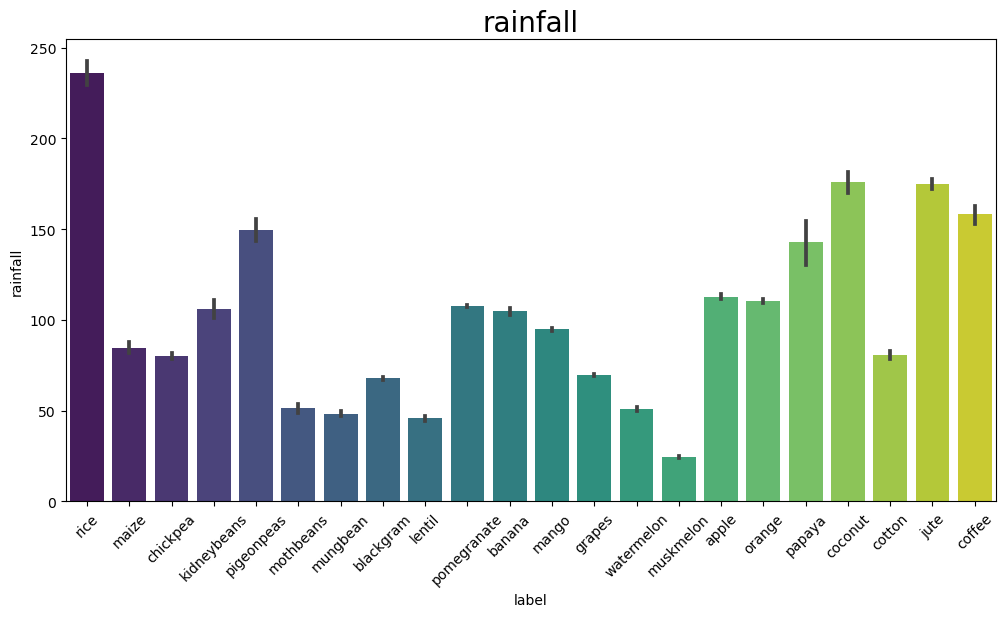 rainfall
250
200
150
100
50
0
rainfall
rice
maize
chickpea
kidneybeans
pigeonpeas
mothbeans
mungbean
blackgram
lentil
pomegranate
banana
mango
grapes
watermelon
muskmelon
apple
orange
papaya
coconut
cotton
jute
coffee
label